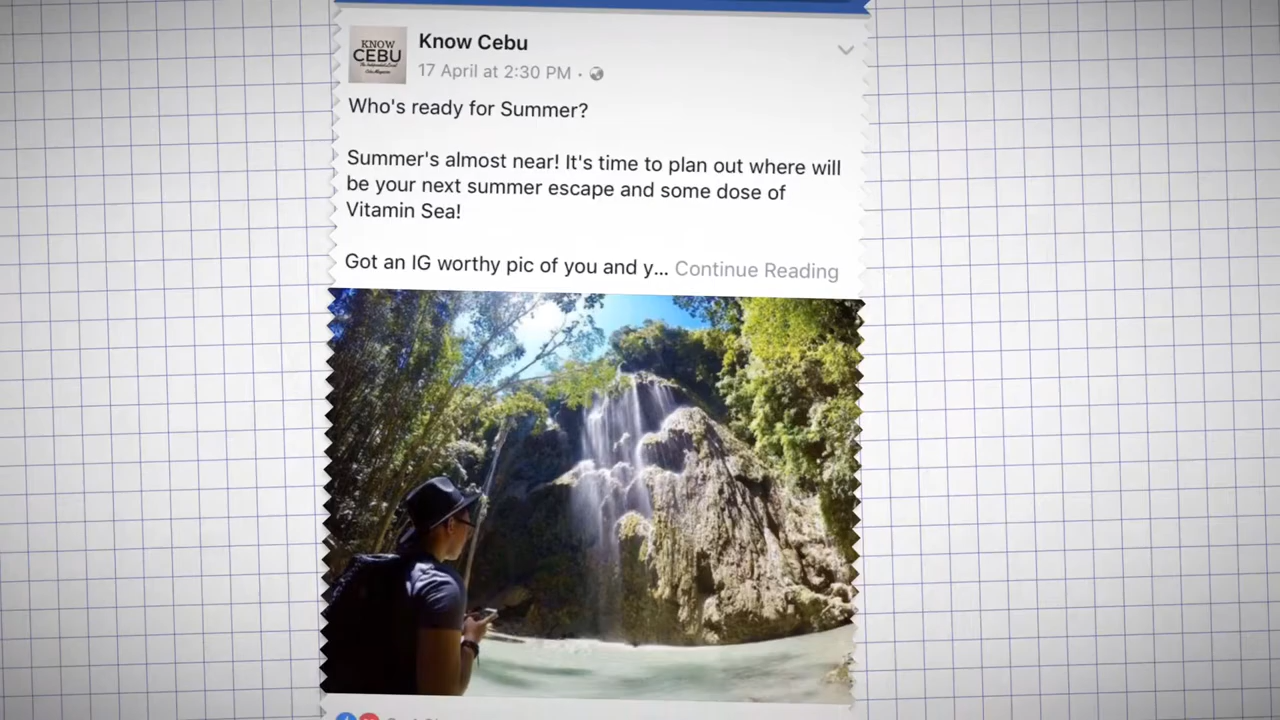 KNOW
CEBU
Know Cebu
17 April at 2:30 PM ·
Who's ready for Summer?
Summer's almost near! It's time to plan out where will
be your next summer escape and some dose of
Vitamin Sea!
Got an IG worthy pic of you and y... Continue Reading